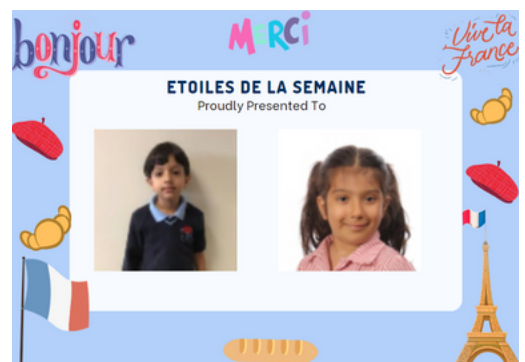 bonjour
MERCi
Vive la
France
ETOILES DE LA SEMAINE
Proudly Presented To